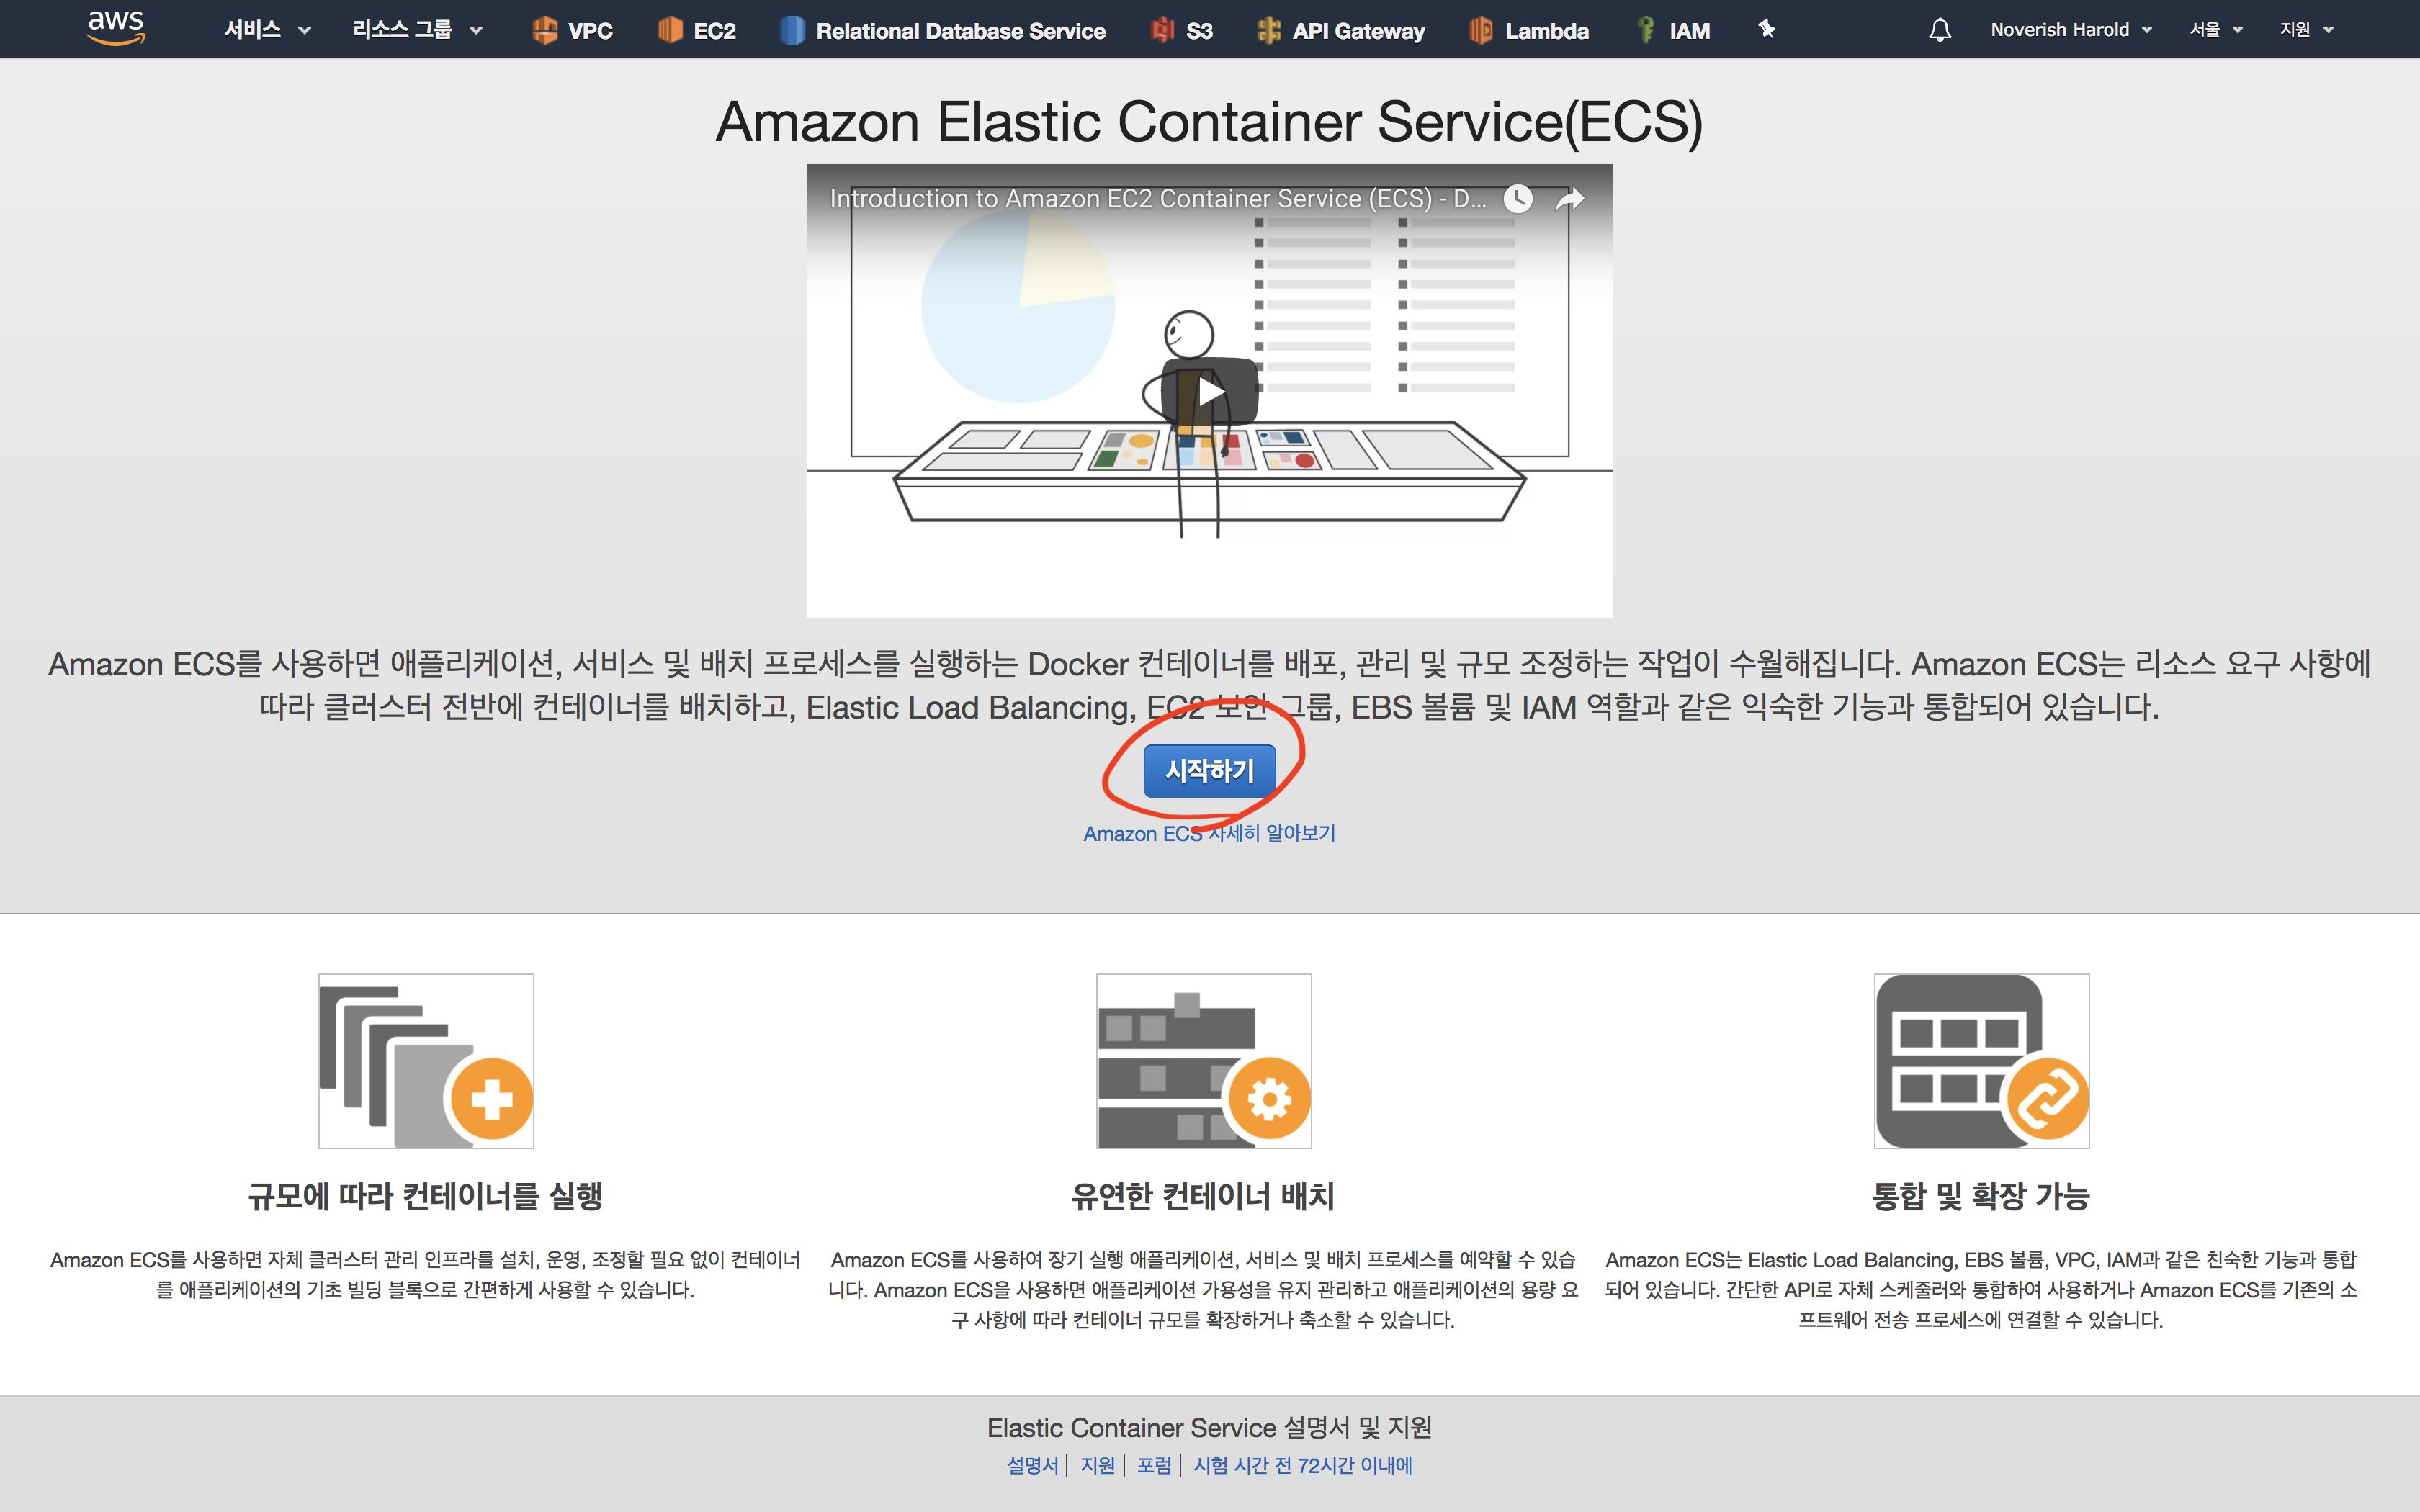 aws 서비스 리소스 그룹 VPC EC2 Relational Database Service S3 API Gateway Lambda IAM Noverish Harold 서울 지원
Amazon Elastic Container Service(ECS)
Introduction to Amazon EC2 Container Service (ECS) - D...
Amazon ECS를 사용하면 애플리케이션, 서비스 및 배치 프로세스를 실행하는 Docker 컨테이너를 배포, 관리 및 규모 조정하는 작업이 수월해집니다. Amazon ECS는 리소스 요구 사항에
따라 클러스터 전반에 컨테이너를 배치하고, Elastic Load Balancing, EC2 보안 그룹, EBS 볼륨 및 IAM 역할과 같은 익숙한 기능과 통합되어 있습니다.
시작하기
Amazon ECS 자세히 알아보기
규모에 따라 컨테이너를 실행
Amazon ECS를 사용하면 자체 클러스터 관리 인프라를 설치, 운영, 조정할 필요 없이 컨테이너
를 애플리케이션의 기초 빌딩 블록으로 간편하게 사용할 수 있습니다.
유연한 컨테이너 배치
Amazon ECS를 사용하여 장기 실행 애플리케이션, 서비스 및 배치 프로세스를 예약할 수 있습
니다. Amazon ECS을 사용하면 애플리케이션 가용성을 유지 관리하고 애플리케이션의 용량 요
구 사항에 따라 컨테이너 규모를 확장하거나 축소할 수 있습니다.
통합 및 확장 가능
Amazon ECS는 Elastic Load Balancing, EBS 볼륨, VPC, IAM과 같은 친숙한 기능과 통합
되어 있습니다. 간단한 API로 자체 스케줄러와 통합하여 사용하거나 Amazon ECS를 기존의 소
프트웨어 전송 프로세스에 연결할 수 있습니다.
Elastic Container Service 설명서 및 지원
설명서 | 지원 | 포럼 | 시험 시간 전 72시간 이내에